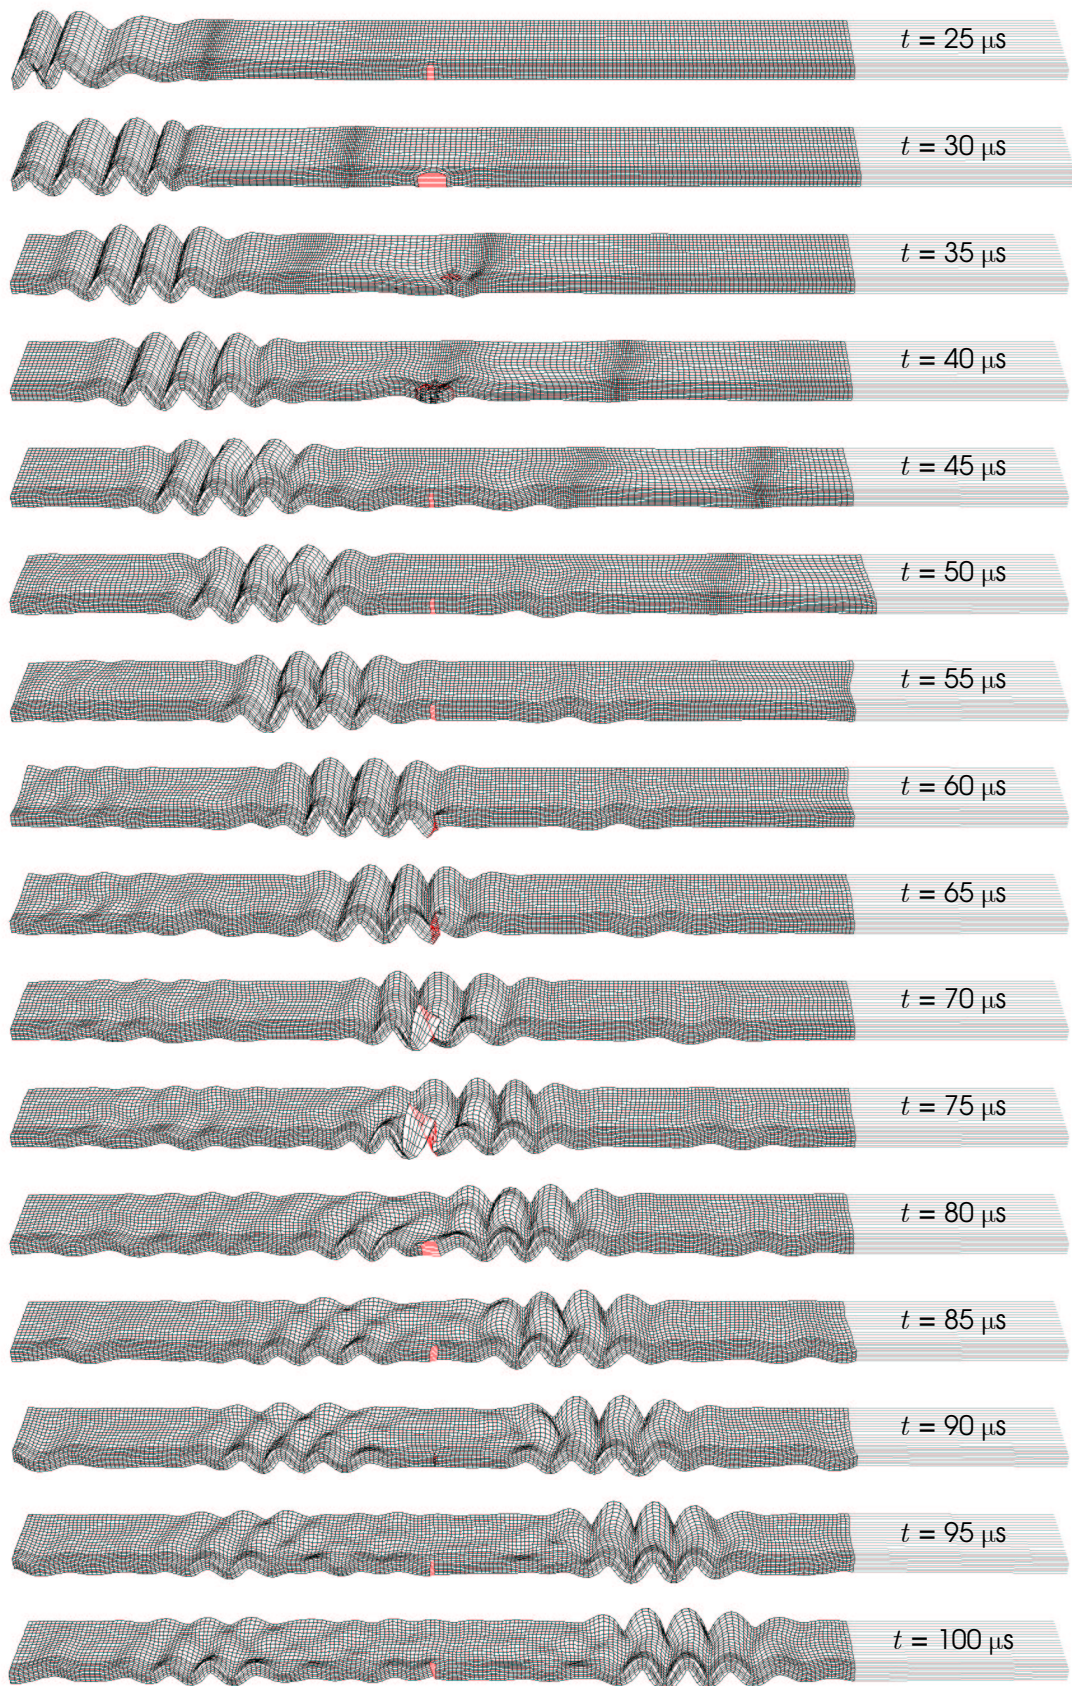 t = 25 μs
t = 30 μs
t = 35 μs
t = 40 μs
t = 45 μs
t = 50 μs
t = 55 μs
t = 60 μs
t = 65 μs
t = 70 μs
t = 75 μs
t = 80 μs
t = 85 μs
t = 90 μs
t = 95 μs
t = 100 μs